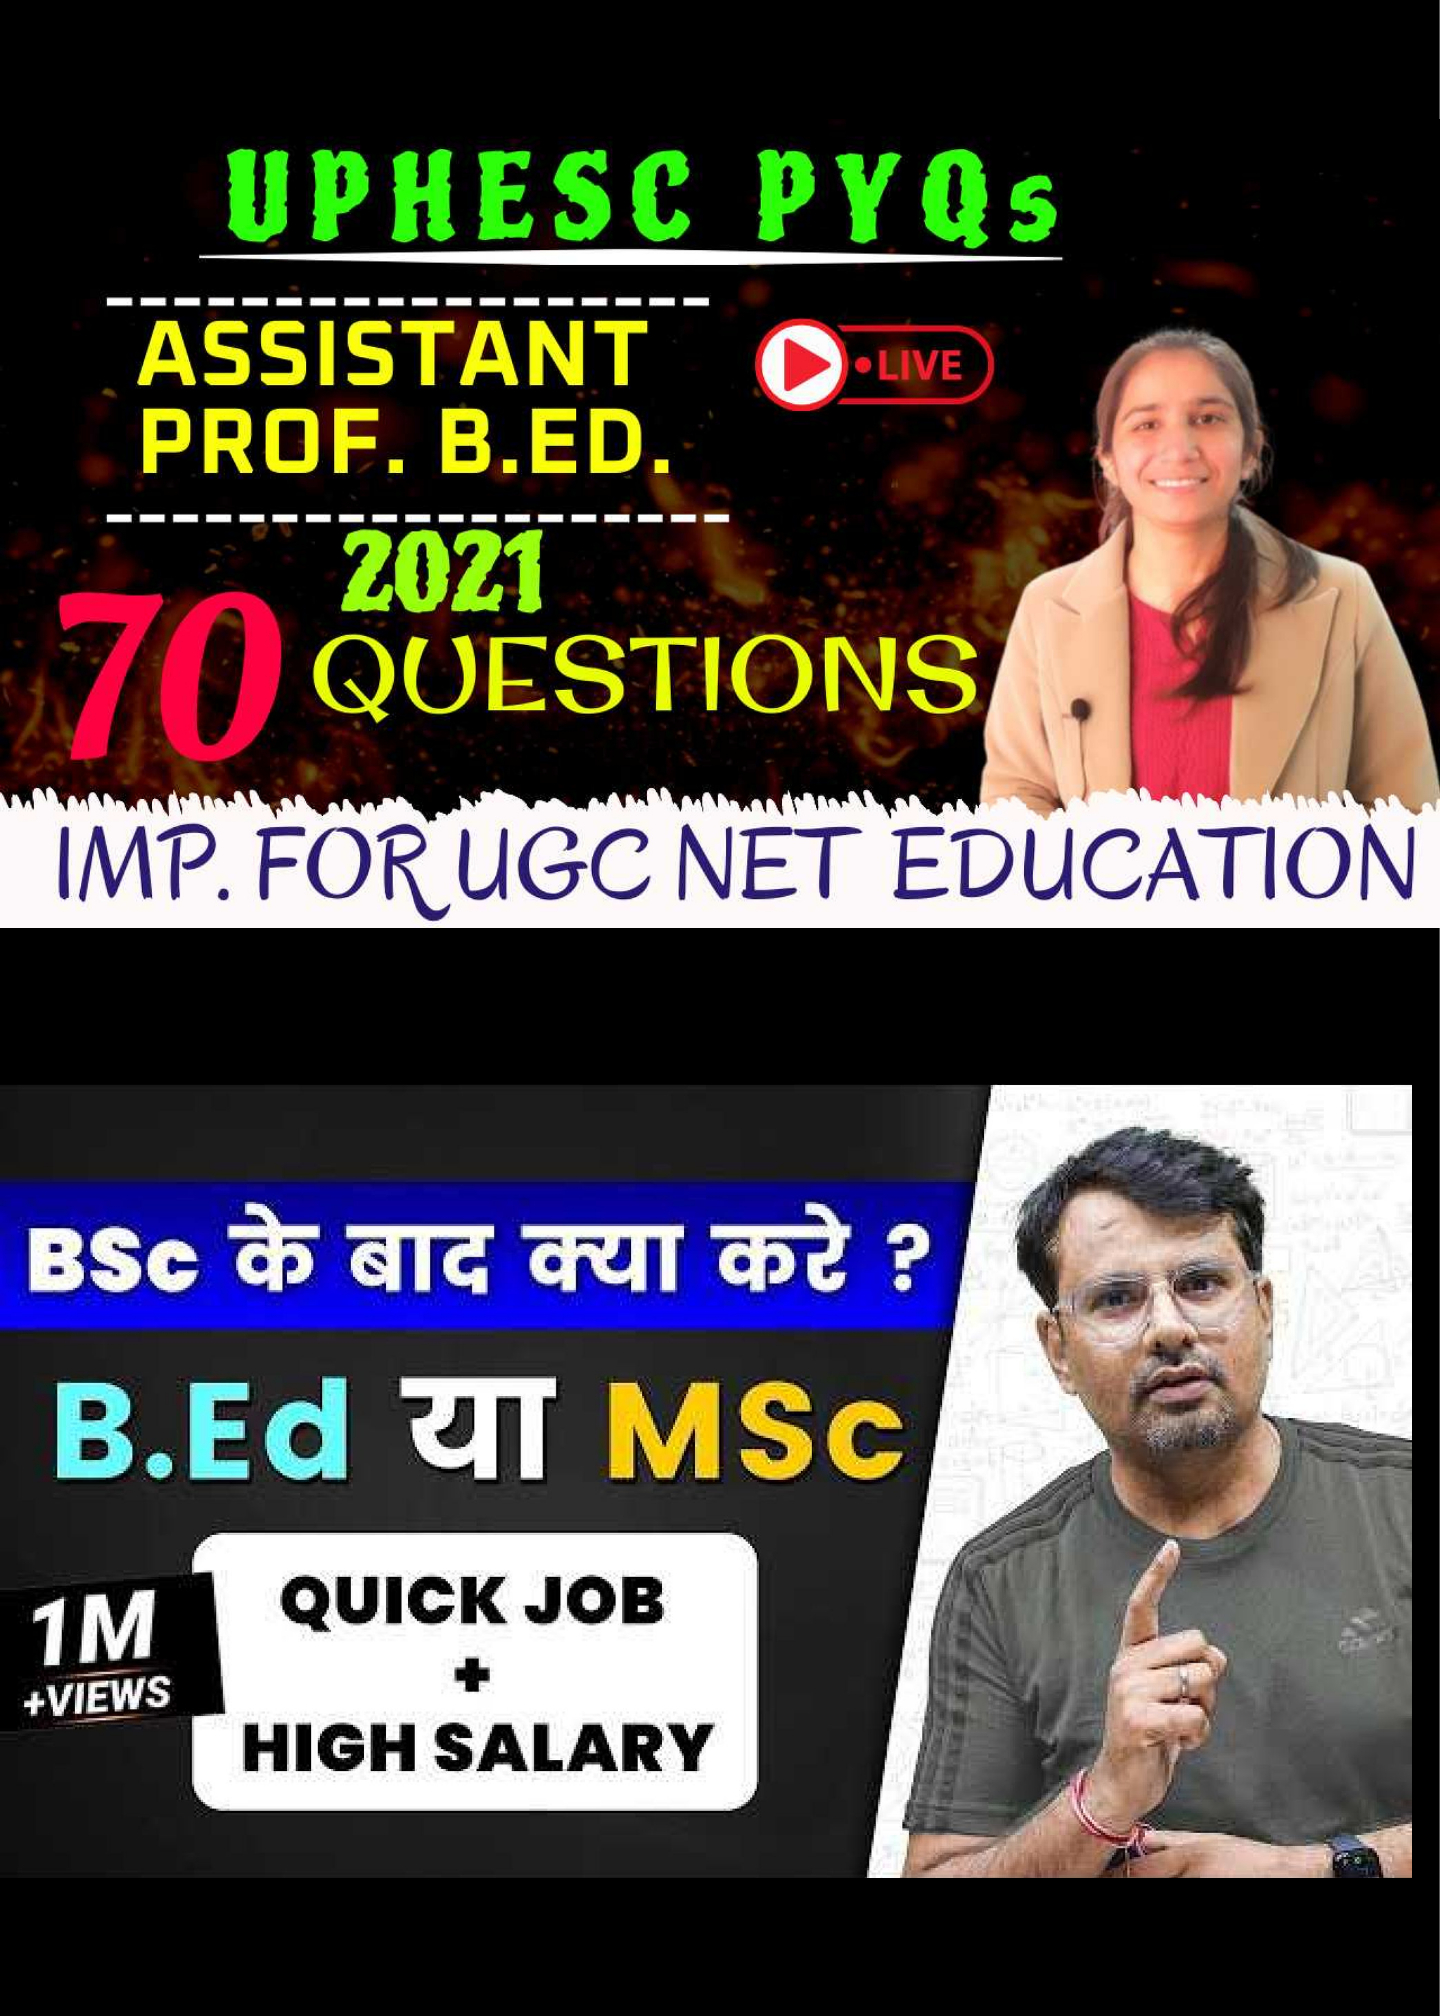 UPHESC PYQs
ASSISTANT
PROF. B.ED.
• LIVE
2021
70 QUESTIONS
IMP. FOR UGC NET EDUCATION
BSc के बाद क्या करे ?
B.Ed या MSc
1M
+VIEWS
QUICK JOB
+
HIGH SALARY